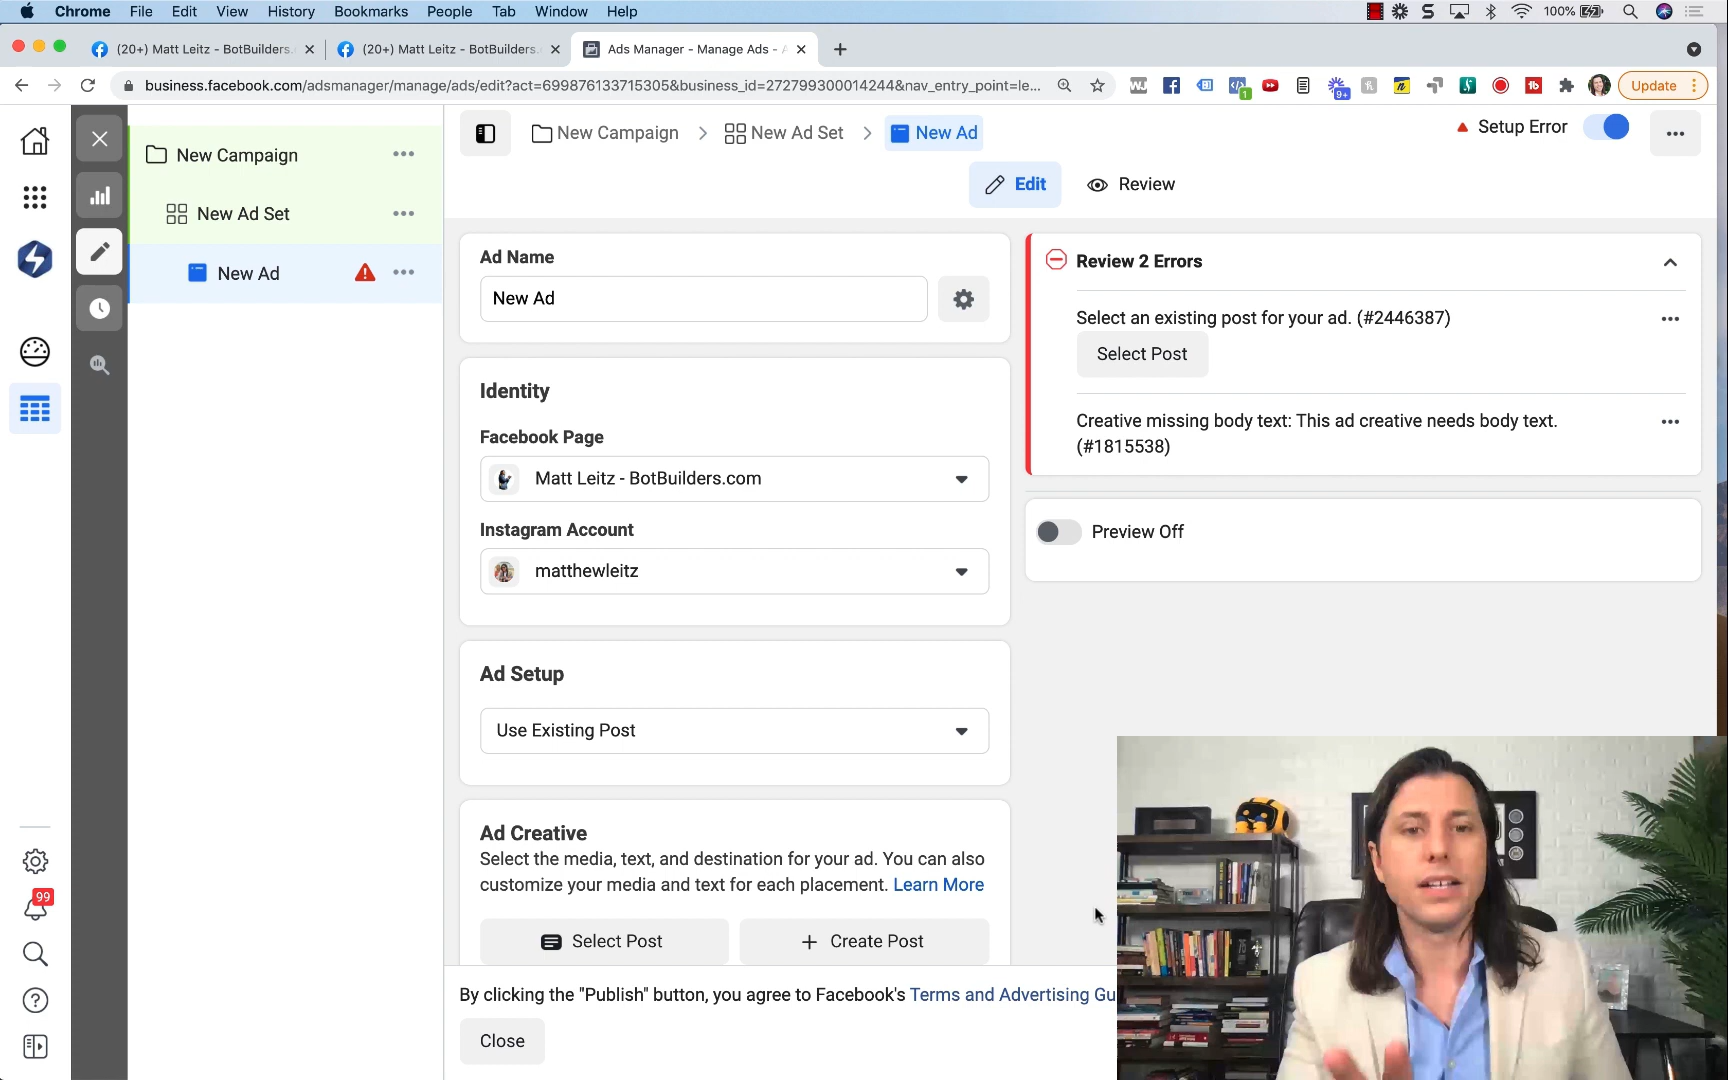 Chrome File Edit View History Bookmarks People Tab Window Help 100%
(20+) Matt Leitz - BotBuilders. (20+) Matt Leitz - BotBuilders. Ads Manager - Manage Ads -
business.facebook.com/adsmanager/manage/ads/edit?act=699876133715305&business_id=272799300014244&nav_entry_point=le... Update
New Campaign
New Ad Set
New Ad
New Campaign > New Ad Set > New Ad
Setup Error
Edit Review
Ad Name
New Ad
Identity
Facebook Page
Matt Leitz - BotBuilders.com
Instagram Account
matthewleitz
Ad Setup
Use Existing Post
Ad Creative
Select the media, text, and destination for your ad. You can also
customize your media and text for each placement. Learn More
Select Post + Create Post
By clicking the "Publish" button, you agree to Facebook's Terms and Advertising Gu
Close
Review 2 Errors
Select an existing post for your ad. (#2446387)
Select Post
Creative missing body text: This ad creative needs body text.
(#1815538)
Preview Off
99